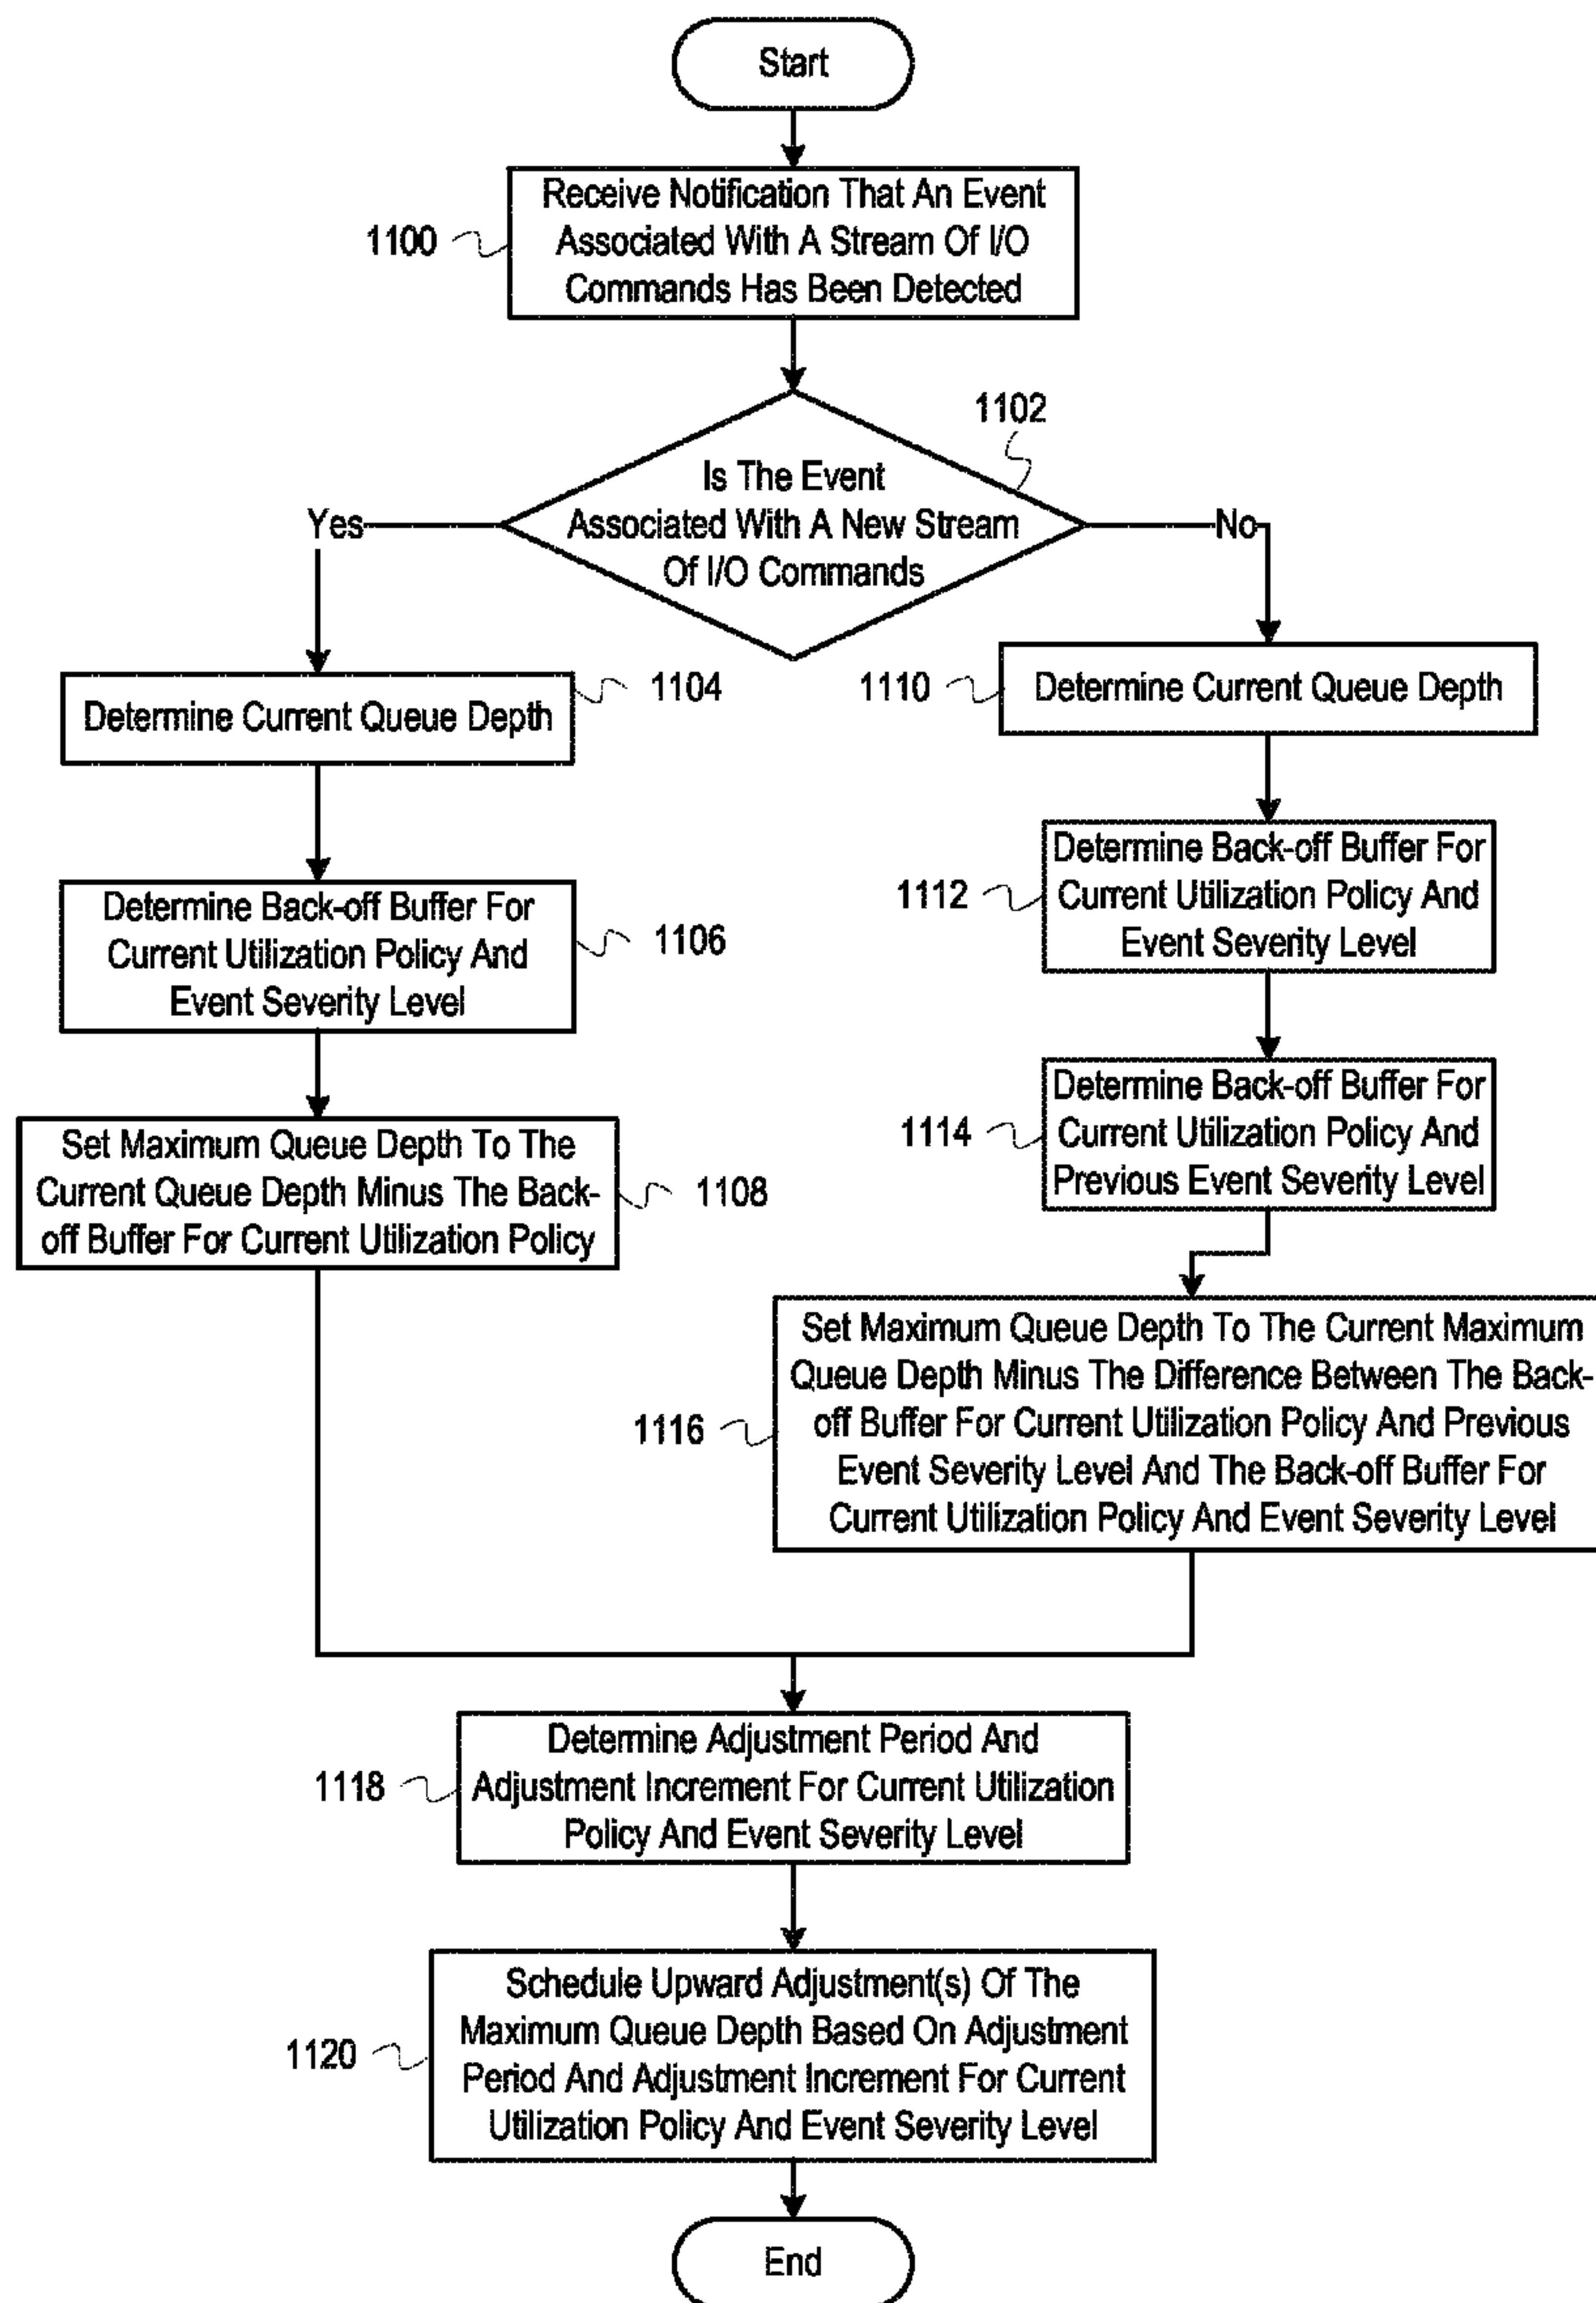 Start
Receive Notification That An Event
Associated With A Stream Of I/O
Commands Has Been Detected
1100
1102
Is The Event
Associated With A New Stream
Of I/O Commands
Yes
No
Determine Current Queue Depth
1104
1110
Determine Current Queue Depth
Determine Back-off Buffer For
Current Utilization Policy And
Event Severity Level
1106
1112
Determine Back-off Buffer For
Current Utilization Policy And
Event Severity Level
Set Maximum Queue Depth To The
Current Queue Depth Minus The Back-
off Buffer For Current Utilization Policy
1108
1114
Determine Back-off Buffer For
Current Utilization Policy And
Previous Event Severity Level
1116
Set Maximum Queue Depth To The Current Maximum
Queue Depth Minus The Difference Between The Back-
off Buffer For Current Utilization Policy And Previous
Event Severity Level And The Back-off Buffer For
Current Utilization Policy And Event Severity Level
1118
Determine Adjustment Period And
Adjustment Increment For Current Utilization
Policy And Event Severity Level
1120
Schedule Upward Adjustment(s) Of The
Maximum Queue Depth Based On Adjustment
Period And Adjustment Increment For Current
Utilization Policy And Event Severity Level
End